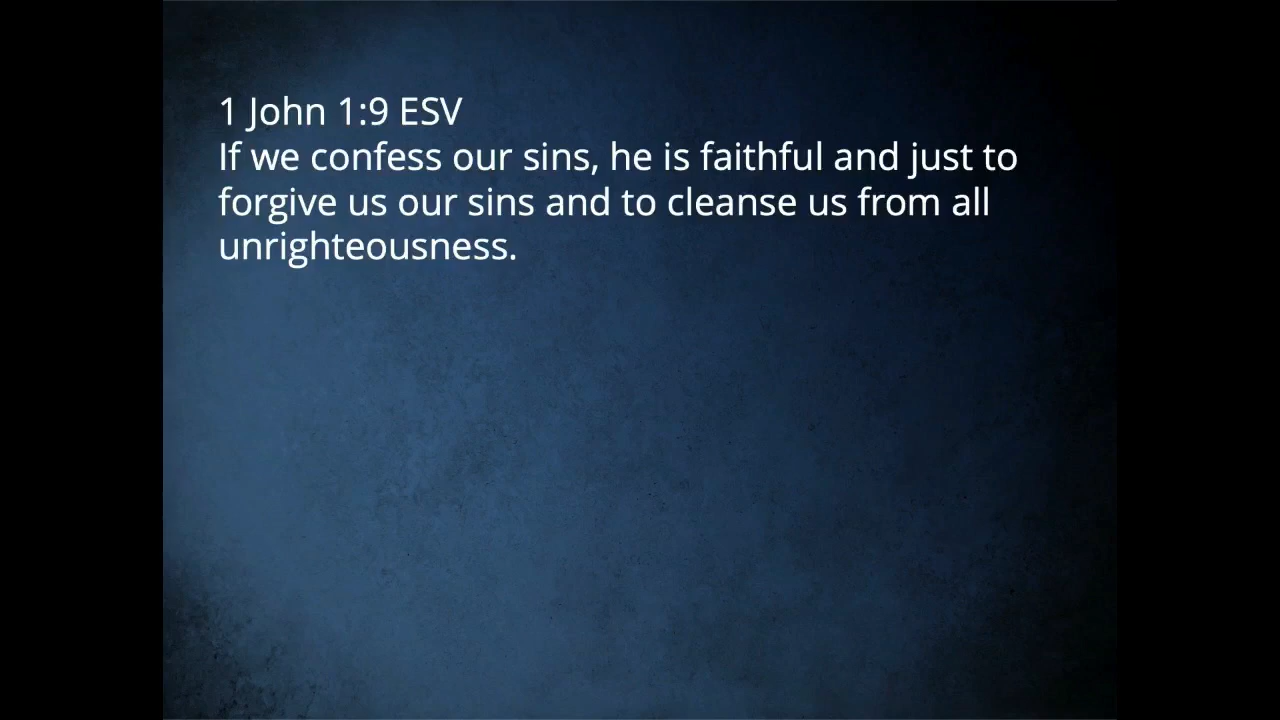 1 John 1:9 ESV
If we confess our sins, he is faithful and just to
forgive us our sins and to cleanse us from all
unrighteousness.